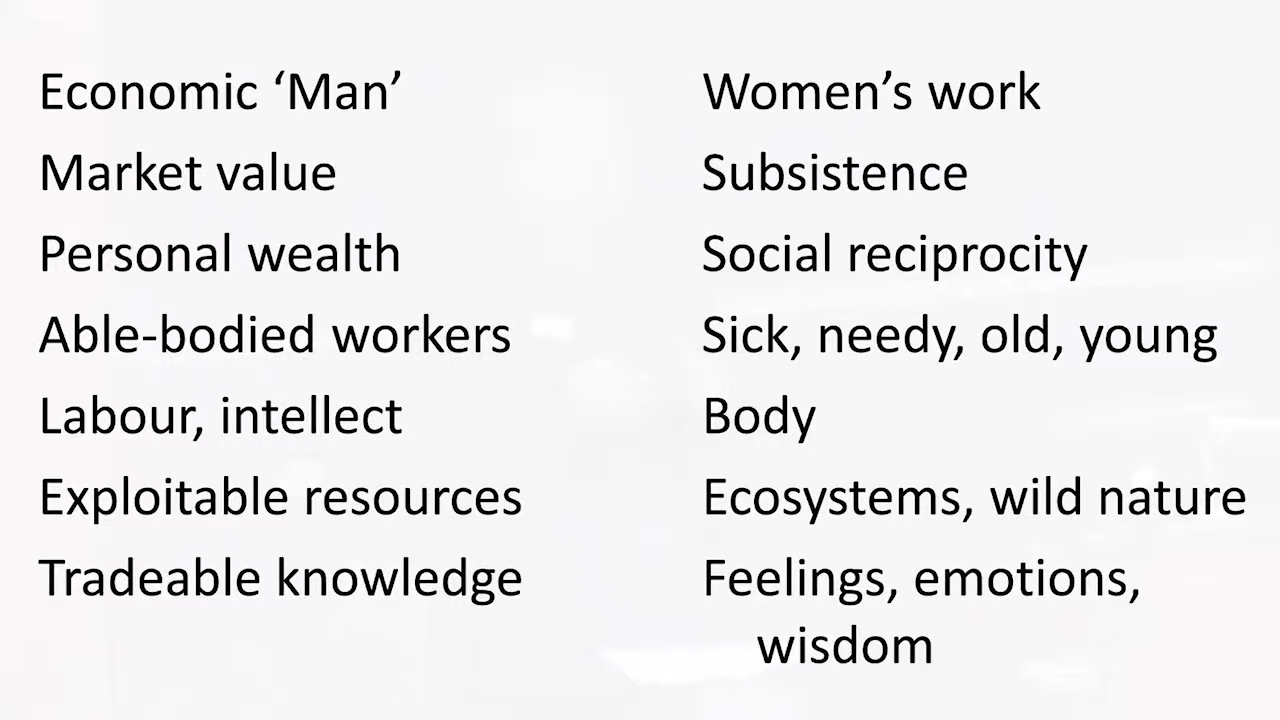 Economic ‘Man’
Market value
Personal wealth
Able-bodied workers
Labour, intellect
Exploitable resources
Tradeable knowledge
Women’s work
Subsistence
Social reciprocity
Sick, needy, old, young
Body
Ecosystems, wild nature
Feelings, emotions,
wisdom